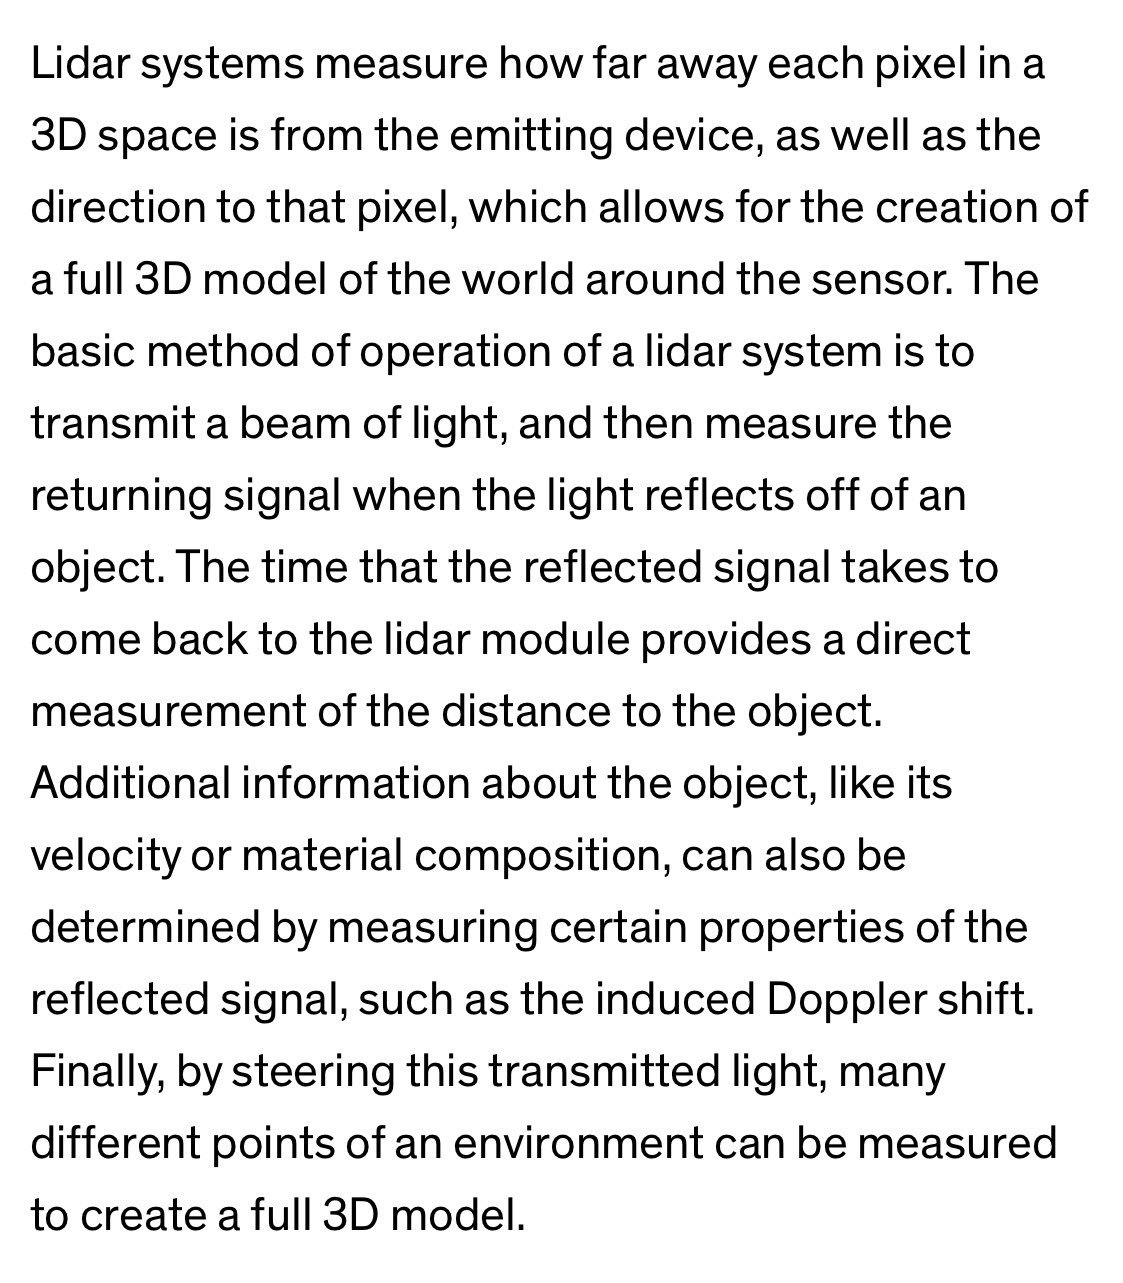 Lidar systems measure how far away each pixel in a
3D space is from the emitting device, as well as the
direction to that pixel, which allows for the creation of
a full 3D model of the world around the sensor. The
basic method of operation of a lidar system is to
transmit a beam of light, and then measure the
returning signal when the light reflects off of an
object. The time that the reflected signal takes to
come back to the lidar module provides a direct
measurement of the distance to the object.
Additional information about the object, like its
velocity or material composition, can also be
determined by measuring certain properties of the
reflected signal, such as the induced Doppler shift.
Finally, by steering this transmitted light, many
different points of an environment can be measured
to create a full 3D model.